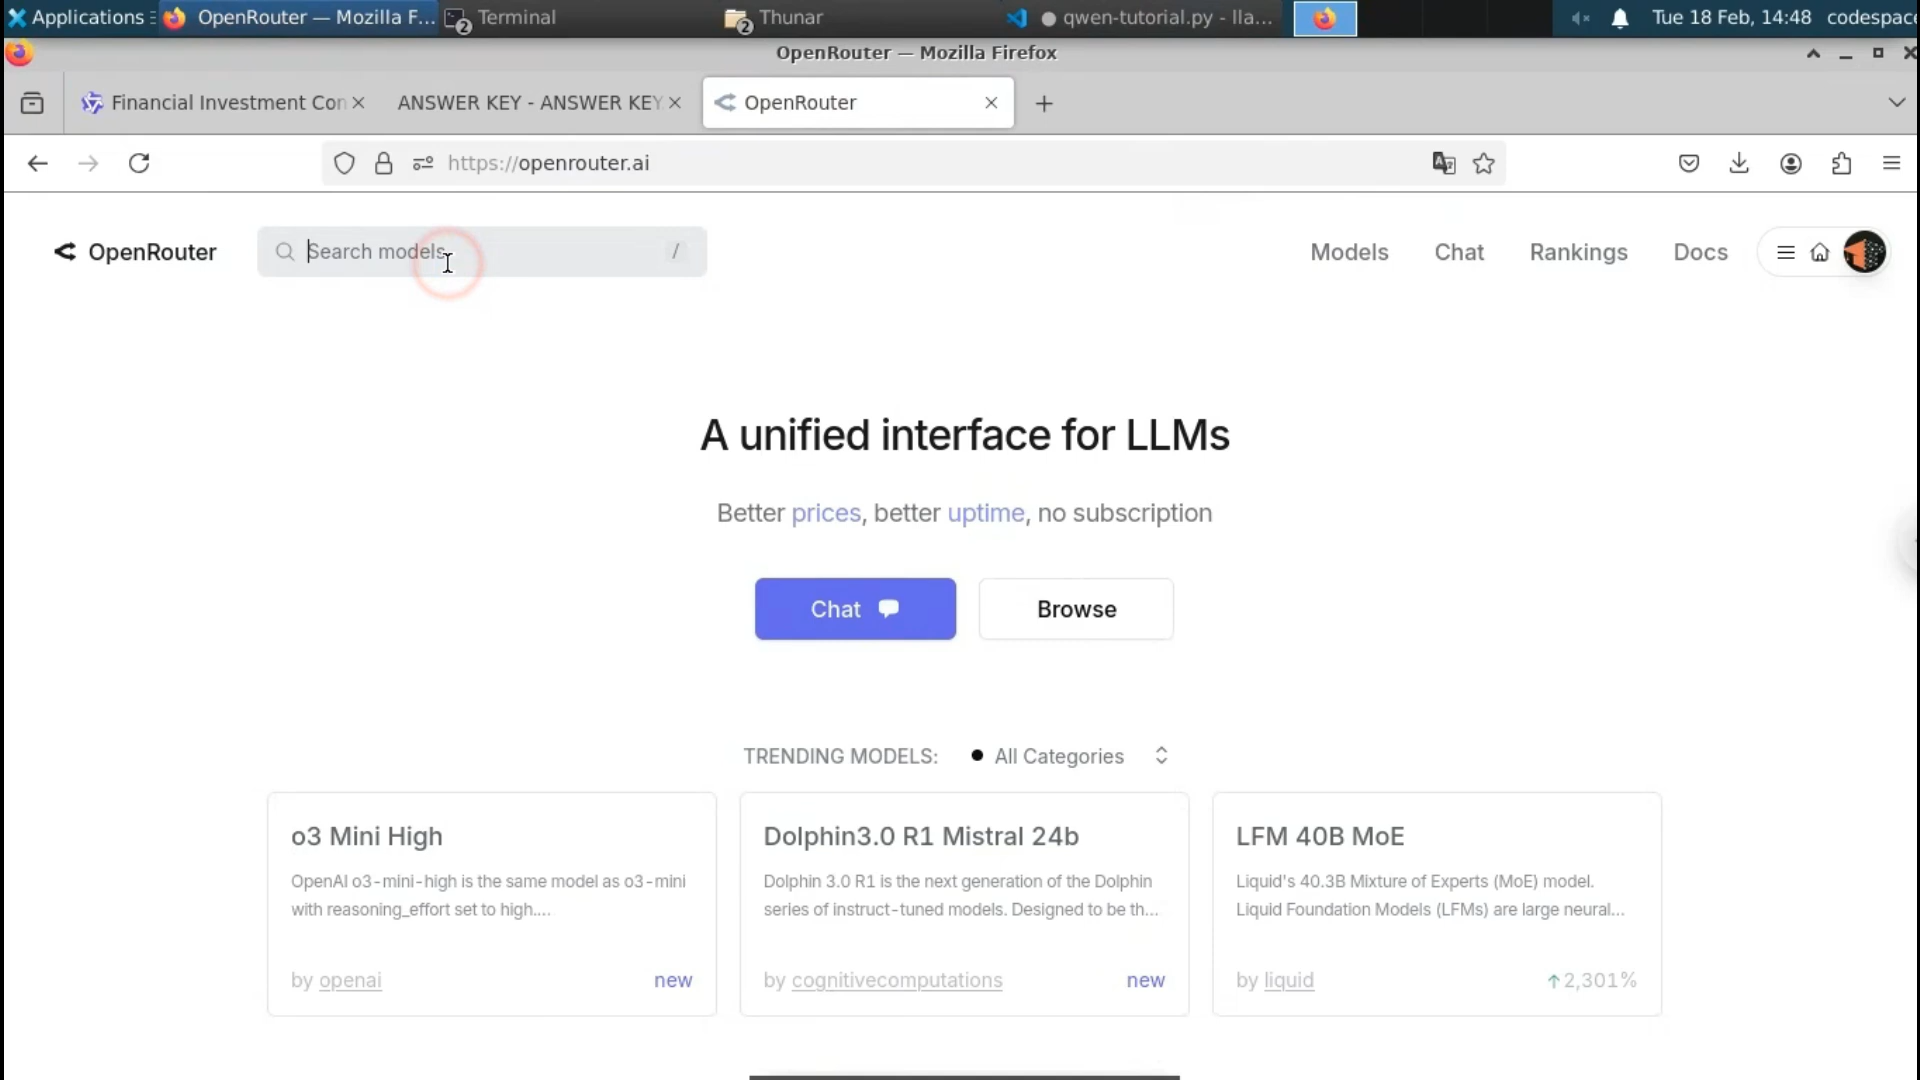 Applications
OpenRouter — Mozilla F...
2
Terminal
2
Thunar
qwen-tutorial.py - lla...
Tue 18 Feb, 14:48
codespace
OpenRouter — Mozilla Firefox
Financial Investment Con
ANSWER KEY - ANSWER KEY
OpenRouter
https://openrouter.ai
OpenRouter
Search models
/
Models
Chat
Rankings
Docs
A unified interface for LLMs
Better prices, better uptime, no subscription
Chat
Browse
TRENDING MODELS:
All Categories
o3 Mini High
OpenAI o3-mini-high is the same model as o3-mini
with reasoning_effort set to high....
by openai
new
Dolphin3.0 R1 Mistral 24b
Dolphin 3.0 R1 is the next generation of the Dolphin
series of instruct-tuned models. Designed to be th...
by cognitivecomputations
new
LFM 40B MoE
Liquid's 40.3B Mixture of Experts (MoE) model.
Liquid Foundation Models (LFMs) are large neural...
by liquid
↑2,301%